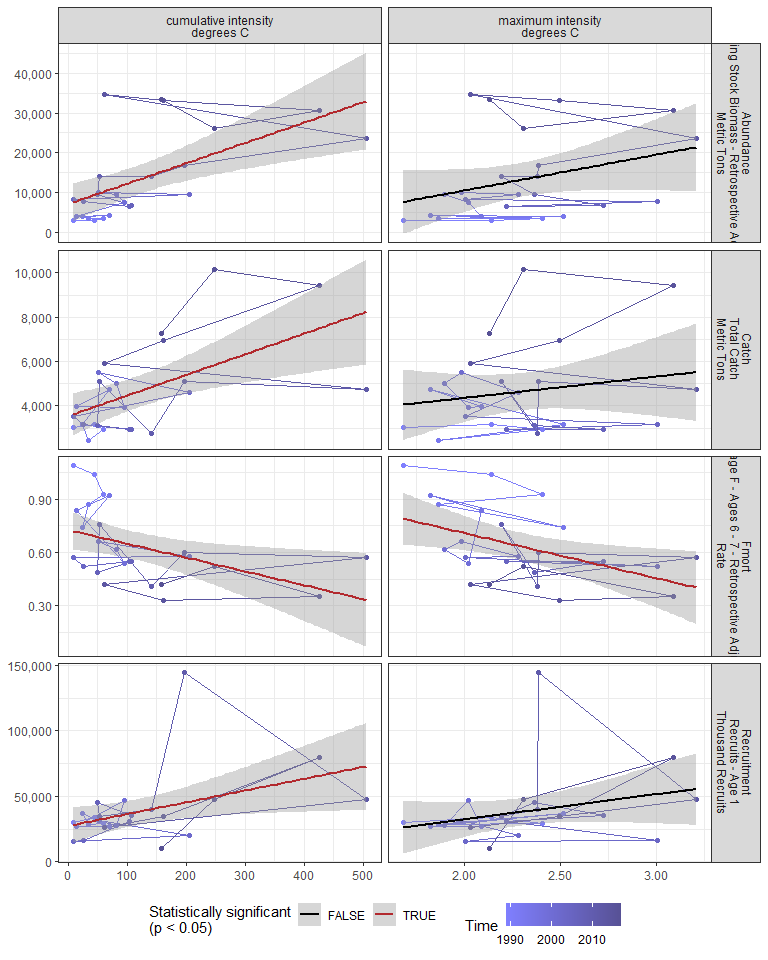 cumulative intensity
degrees C
maximum intensity
degrees C
40,000
30,000
20,000
10,000
0
Abundance
ing Stock Biomass - Retrospective Ad
Metric Tons
10,000
8,000
6,000
4,000
Catch
Total Catch
Metric Tons
0.90
0.60
0.30
Fmort
age F - Ages 6 - 7 - Retrospective Adj
Rate
150,000
100,000
50,000
0
Recruitment
Recruits - Age 1
Thousand Recruits
0 100 200 300 400 500
2.00 2.50 3.00
Statistically significant
(p < 0.05)
FALSE TRUE
Time
1990 2000 2010